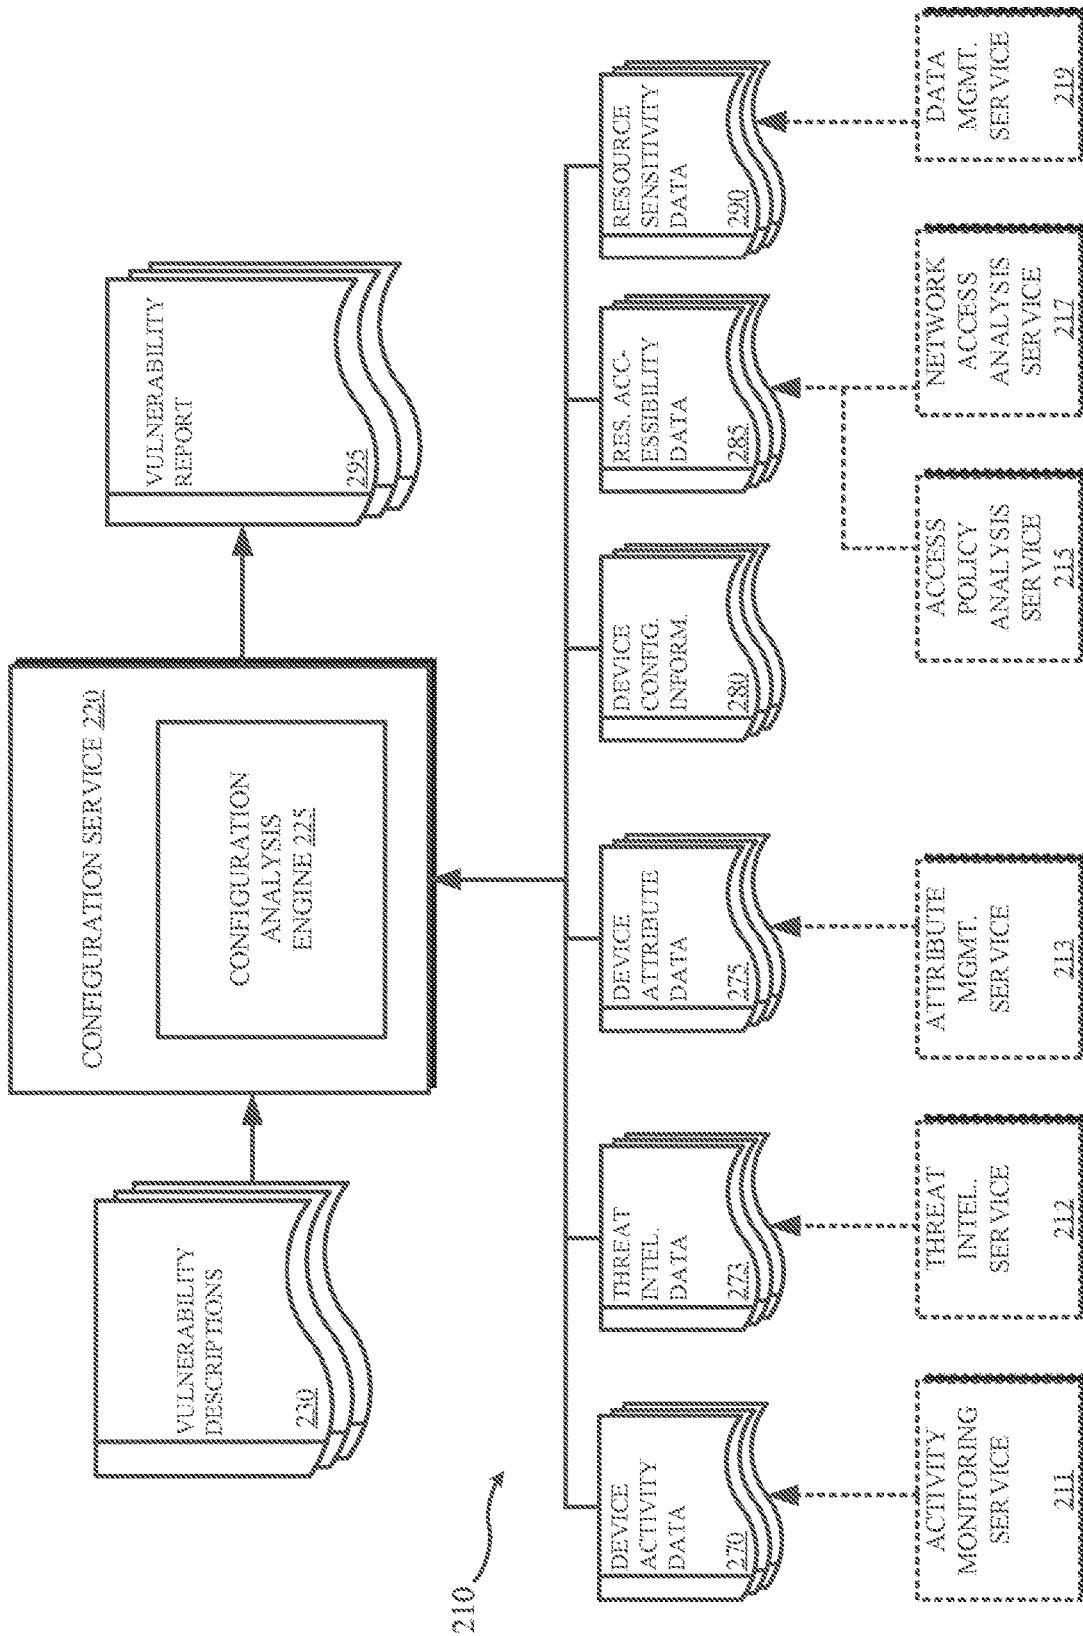 210
VULNERABILITY
DESCRIPTIONS
230
CONFIGURATION SERVICE 220
CONFIGURATION
ANALYSIS
ENGINE 225
VULNERABILITY
REPORT
295
DEVICE
ACTIVITY
DATA
270
THREAT
INTEL.
DATA
273
DEVICE
ATTRIBUTE
DATA
275
DEVICE
CONFIG.
INFORM.
280
RES. ACC-
ESSIBILITY
DATA
285
RESOURCE
SENSITIVITY
DATA
290
ACTIVITY
MONITORING
SERVICE
211
THREAT
INTEL.
SERVICE
212
ATTRIBUTE
MGMT.
SERVICE
213
ACCESS
POLICY
ANALYSIS
SERVICE
215
NETWORK
ACCESS
ANALYSIS
SERVICE
217
DATA
MGMT.
SERVICE
219